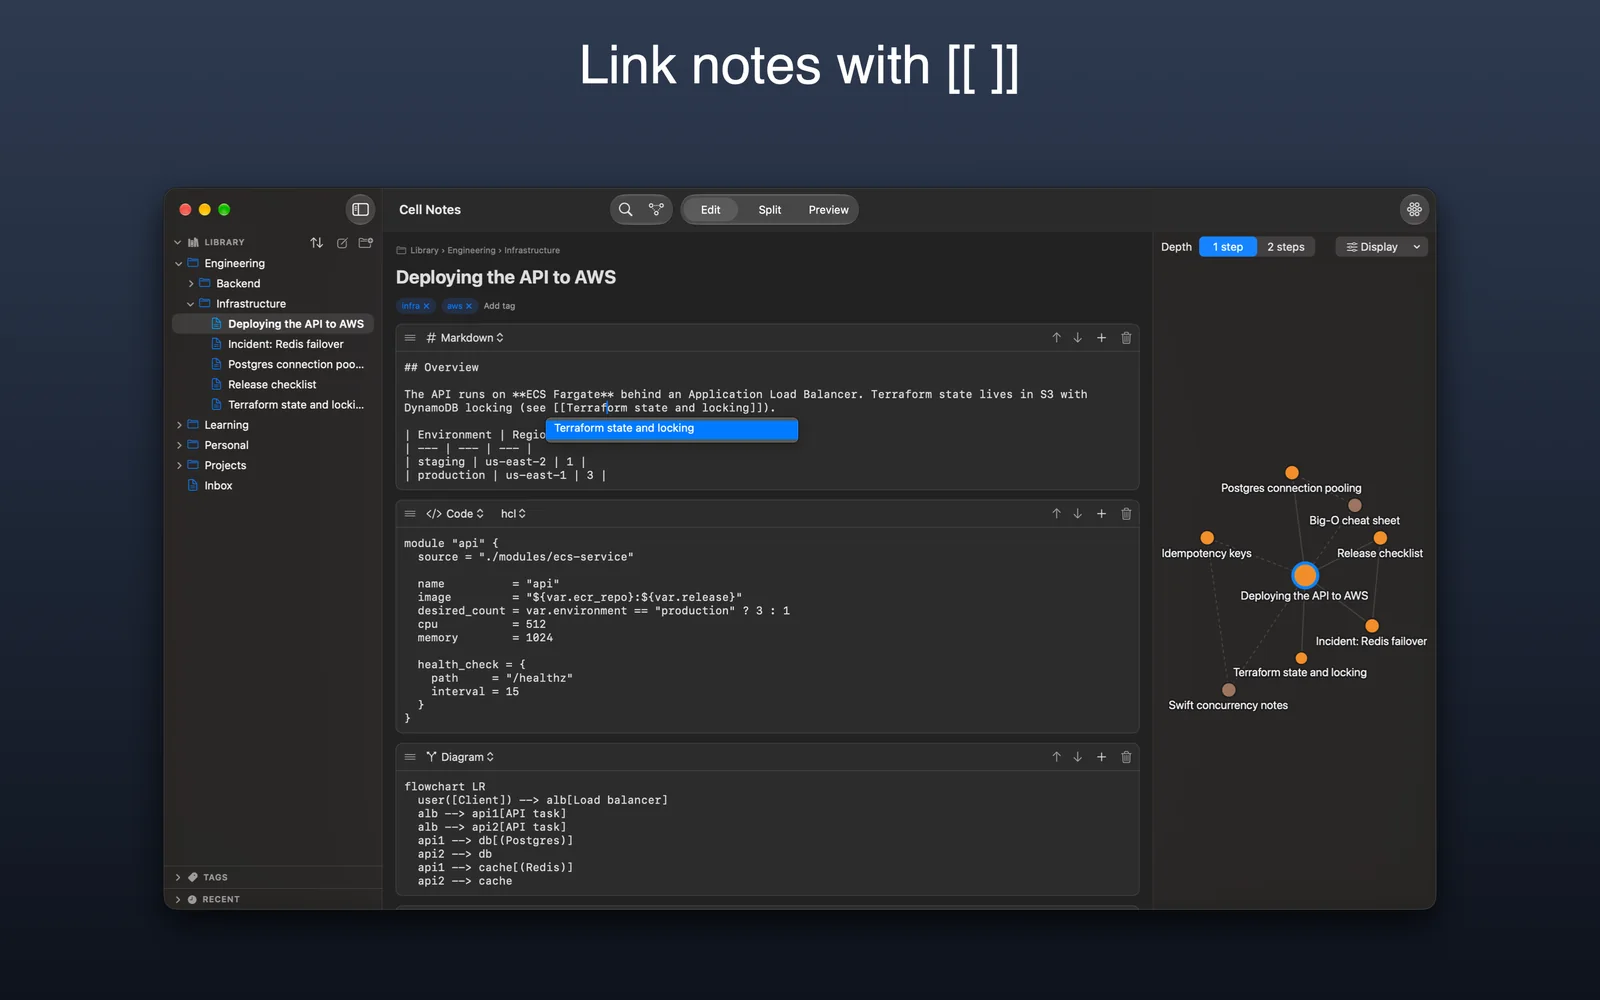 Link notes with [[ ]]
Cell Notes
Edit
Split
Preview
LIBRARY
Engineering
Backend
Infrastructure
Deploying the API to AWS
Incident: Redis failover
Postgres connection poo...
Release checklist
Terraform state and locki...
Learning
Personal
Projects
Inbox
TAGS
RECENT
Library › Engineering › Infrastructure
Deploying the API to AWS
infra ×
aws ×
Add tag
# Markdown
## Overview
The API runs on **ECS Fargate** behind an Application Load Balancer. Terraform state lives in S3 with
DynamoDB locking (see [[Terraform state and locking]]).
Terraform state and locking
| Environment | Regio
| --- | --- | --- |
| staging | us-east-2 | 1 |
| production | us-east-1 | 3 |
</> Code
hcl
module "api" {
source = "./modules/ecs-service"
name = "api"
image = "${var.ecr_repo}:${var.release}"
desired_count = var.environment == "production" ? 3 : 1
cpu = 512
memory = 1024
health_check = {
path = "/healthz"
interval = 15
}
}
Diagram
flowchart LR
user([Client]) --> alb[Load balancer]
alb --> api1[API task]
alb --> api2[API task]
api1 --> db[(Postgres)]
api2 --> db
api1 --> cache[(Redis)]
api2 --> cache
Depth
1 step
2 steps
Display
Postgres connection pooling
Big-O cheat sheet
Idempotency keys
Release checklist
Deploying the API to AWS
Incident: Redis failover
Terraform state and locking
Swift concurrency notes